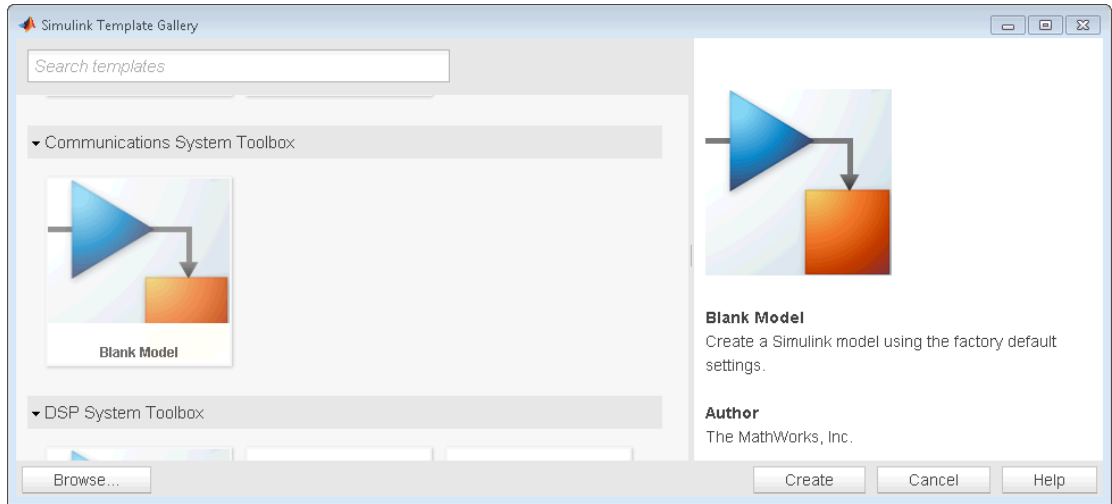 Simulink Template Gallery
Search templates
Communications System Toolbox
Blank Model
DSP System Toolbox
Blank Model
Create a Simulink model using the factory default
settings.
Author
The MathWorks, Inc.
Browse...
Create
Cancel
Help